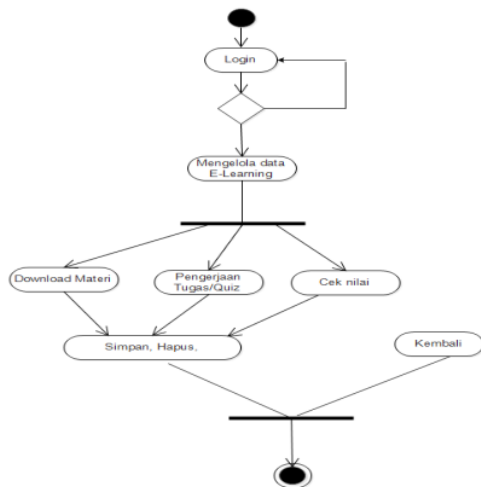 Login
Mengelola data
E-Learning
Download Materi
Pengerjaan
Tugas/Quiz
Cek nilai
Simpan, Hapus,
Kembali